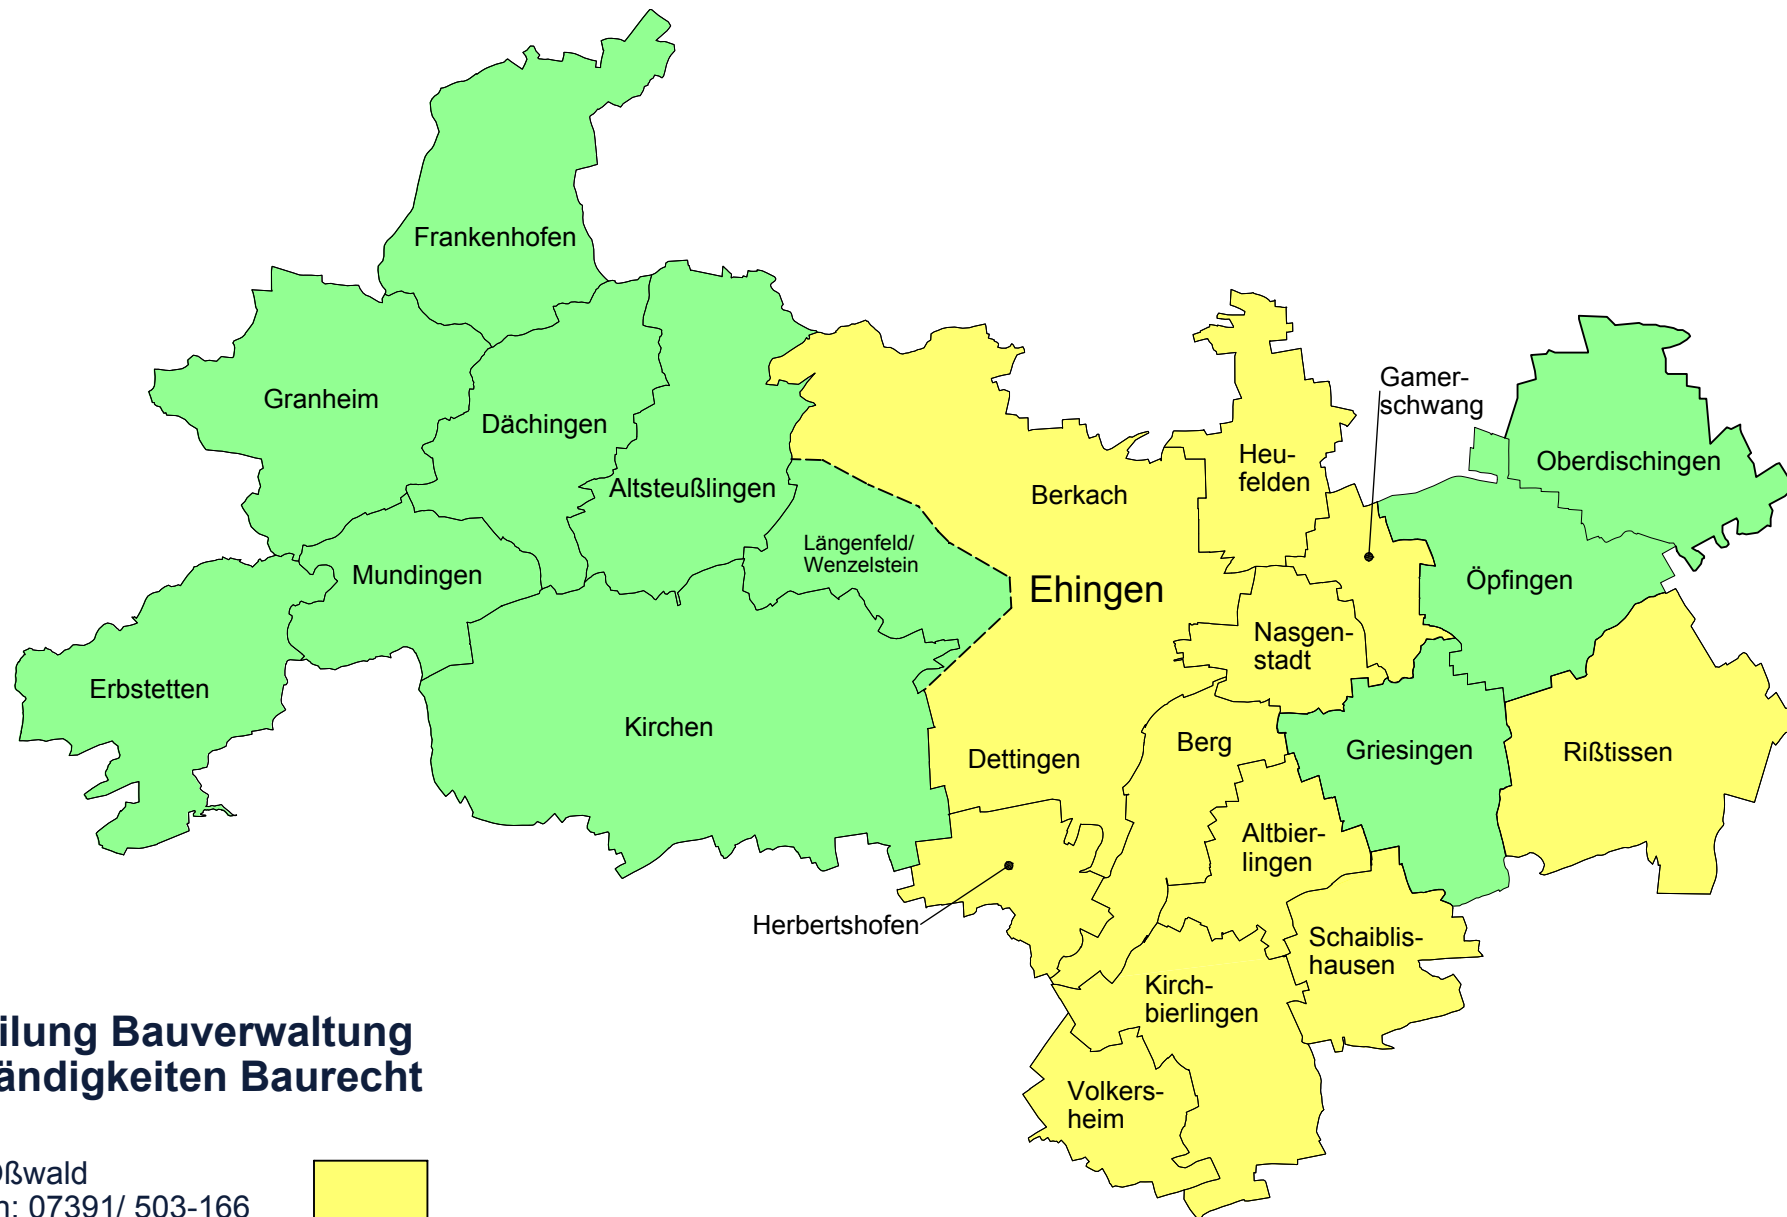 Frankenhofen
Granheim
Dächingen
Altsteußlingen
Mundingen
Erbstetten
Kirchen
Längenfeld/
Wenzelstein
Berkach
Ehingen
Dettingen
Herbertshofen
Heu-
felden
Gamer-
schwang
Nasgen-
stadt
Berg
Altbier-
lingen
Kirch-
bierlingen
Volkers-
heim
Schaiblis-
hausen
Griesingen
Öpfingen
Oberdischingen
Rißtissen
ilung Bauverwaltung
ändigkeiten Baurecht
Oßwald
n: 07391/ 503-166